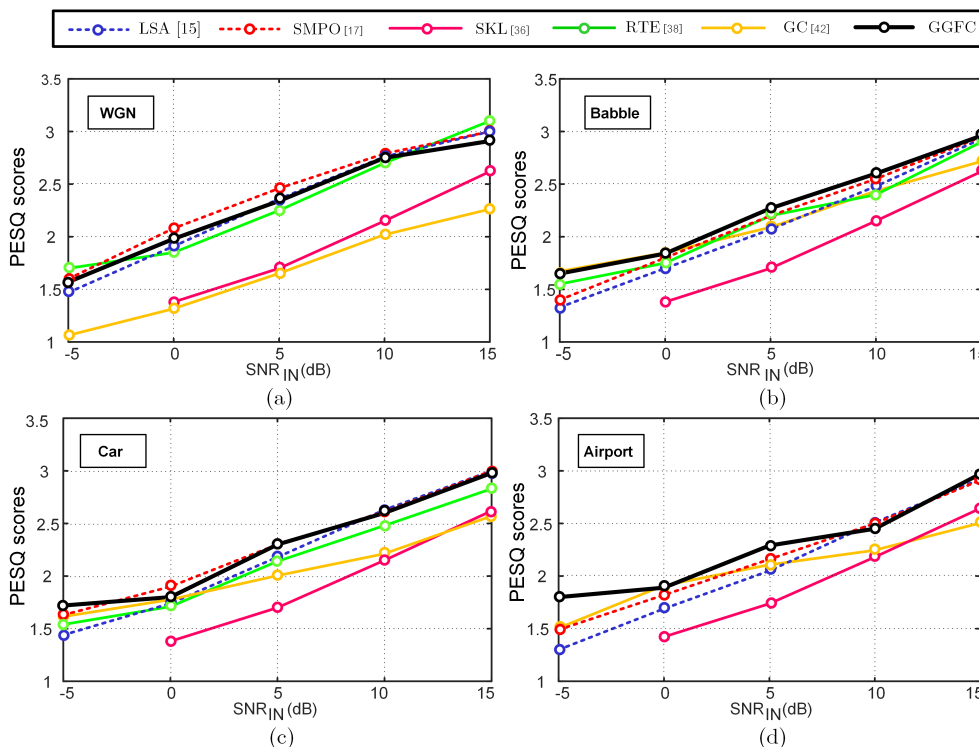 LSA [15] SMPO [17] SKL [36] RTE [38] GC [42] GGFC
3.5
3
2.5
2
1.5
1
PESQ scores
WGN
-5 0 5 10 15
SNR IN (dB)
(a)
3.5
3
2.5
2
1.5
1
PESQ scores
Babble
-5 0 5 10 15
SNR IN (dB)
(b)
3.5
3
2.5
2
1.5
1
PESQ scores
Car
-5 0 5 10 15
SNR IN (dB)
(c)
3.5
3
2.5
2
1.5
1
PESQ scores
Airport
-5 0 5 10 15
SNR IN (dB)
(d)